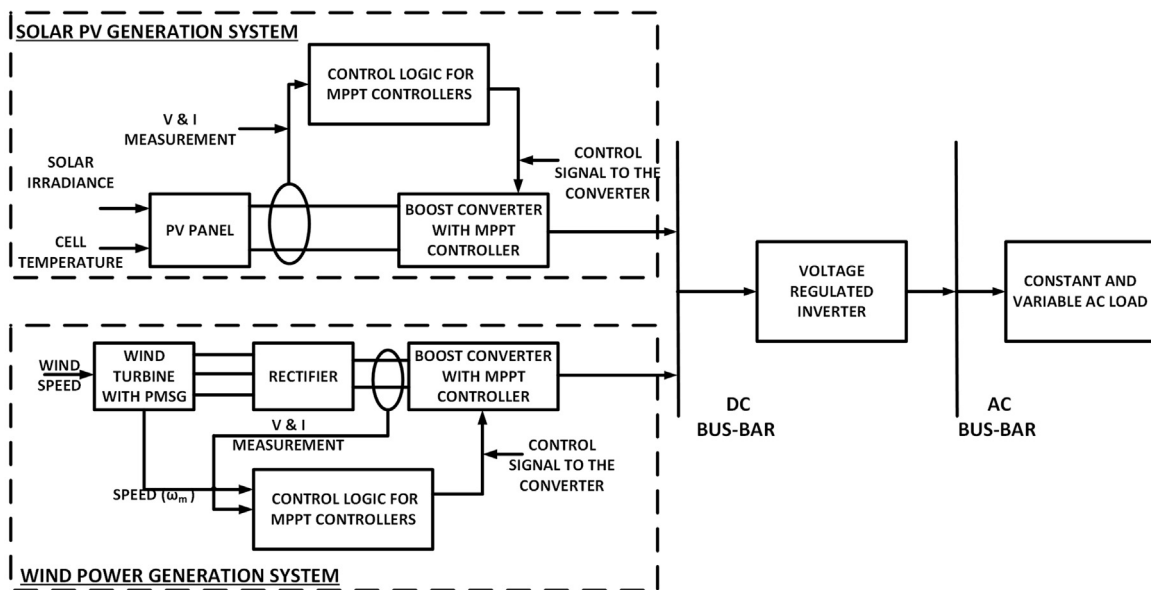 SOLAR PV GENERATION SYSTEM
CONTROL LOGIC FOR
MPPT CONTROLLERS
V & I
MEASUREMENT
SOLAR
IRRADIANCE
CELL
TEMPERATURE
PV PANEL
BOOST CONVERTER
WITH MPPT
CONTROLLER
CONTROL
SIGNAL TO THE
CONVERTER
WIND
SPEED
WIND
TURBINE
WITH PMSG
RECTIFIER
BOOST CONVERTER
WITH MPPT
CONTROLLER
V & I
MEASUREMENT
CONTROL
SIGNAL TO THE
CONVERTER
SPEED (ωm)
CONTROL LOGIC FOR
MPPT CONTROLLERS
WIND POWER GENERATION SYSTEM
DC
BUS-BAR
VOLTAGE
REGULATED
INVERTER
AC
BUS-BAR
CONSTANT AND
VARIABLE AC LOAD